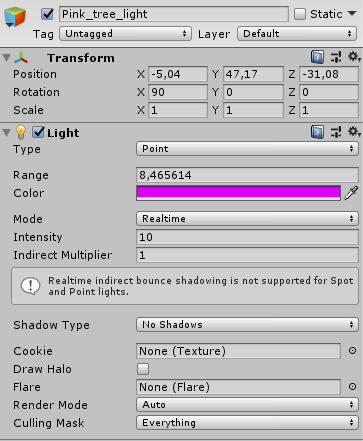 Pink_tree_light Static
Tag Untagged Layer Default
Transform
Position X -5,04 Y 47,17 Z -31,08
Rotation X 90 Y 0 Z 0
Scale X 1 Y 1 Z 1
Light
Type Point
Range 8,465614
Color
Mode Realtime
Intensity 10
Indirect Multiplier 1
Realtime indirect bounce shadowing is not supported for Spot
and Point lights.
Shadow Type No Shadows
Cookie None (Texture)
Draw Halo
Flare None (Flare)
Render Mode Auto
Culling Mask Everything